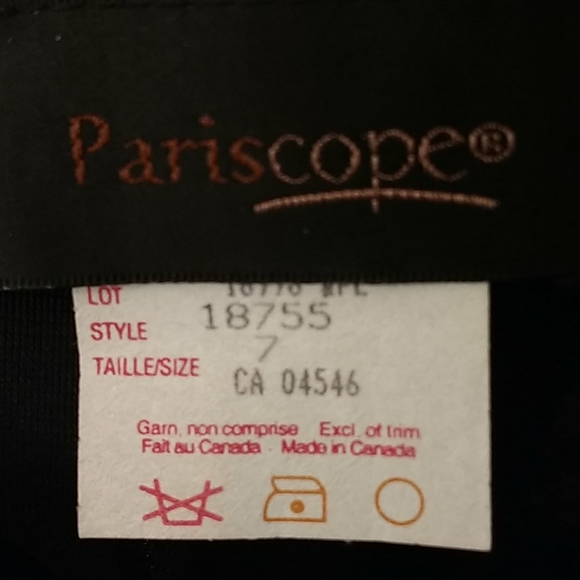 Pariscope®
LOT
STYLE 18755
TAILLE/SIZE 7
CA 04546
Garn. non comprise Excl. of trim
Fait au Canada - Made in Canada